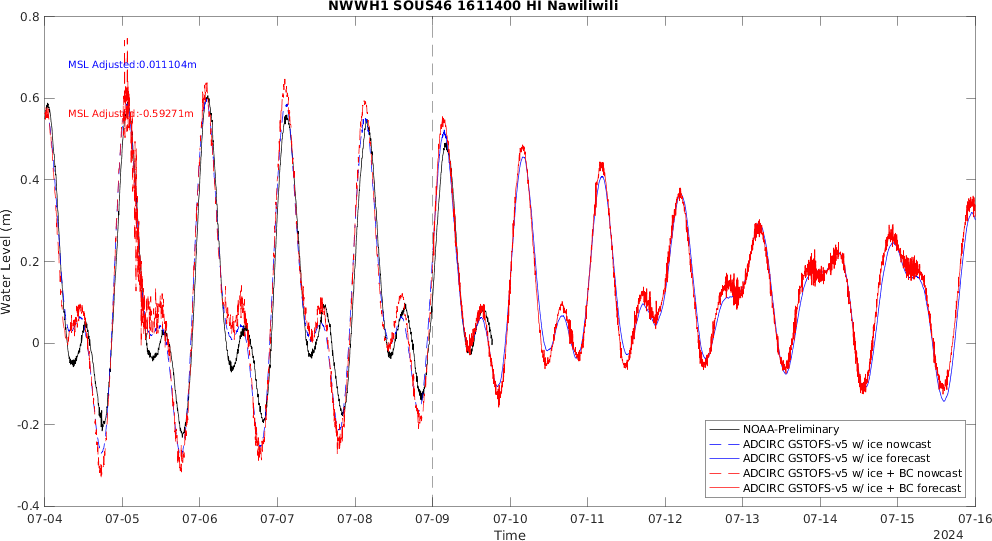 NWWH1 SOUS46 1611400 HI Nawiliwili
0.8
0.6
0.4
0.2
0
-0.2
-0.4
Water Level (m)
MSL Adjusted:0.011104m
MSL Adjusted:-0.59271m
NOAA-Preliminary
ADCIRC GSTOFS-v5 w/ ice nowcast
ADCIRC GSTOFS-v5 w/ ice forecast
ADCIRC GSTOFS-v5 w/ ice + BC nowcast
ADCIRC GSTOFS-v5 w/ ice + BC forecast
07-04 07-05 07-06 07-07 07-08 07-09 07-10 07-11 07-12 07-13 07-14 07-15 07-16
Time
2024